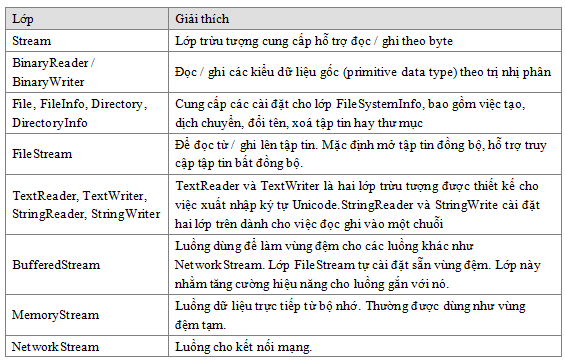 Lớp Giải thích
Stream Lớp trừu tượng cung cấp hỗ trợ đọc / ghi theo byte
BinaryReader /
BinaryWriter
Đọc / ghi các kiểu dữ liệu gốc (primitive data type) theo trị nhị phân
File, FileInfo, Directory,
DirectoryInfo
Cung cấp các cài đặt cho lớp FileSystemInfo, bao gồm việc tạo,
dịch chuyển, đổi tên, xoá tập tin hay thư mục
FileStream
Để đọc từ / ghi lên tập tin. Mặc định mở tập tin đồng bộ, hỗ trợ truy
cập tập tin bất đồng bộ.
TextReader, TextWriter,
StringReader, StringWriter
TextReader và TextWriter là hai lớp trừu tượng được thiết kế cho
việc xuất nhập ký tự Unicode.StringReader và StringWrite cài đặt
hai lớp trên dành cho việc đọc ghi vào một chuỗi
BufferedStream
Luồng dùng để làm vùng đệm cho các luồng khác như
NetworkStream. Lớp FileStream tự cài đặt sẵn vùng đệm. Lớp này
nhằm tăng cường hiệu năng cho luồng gắn với nó.
MemoryStream
Luồng dữ liệu trực tiếp từ bộ nhớ. Thường được dùng như vùng
đệm tạm.
NetworkStream Luồng cho kết nối mạng.